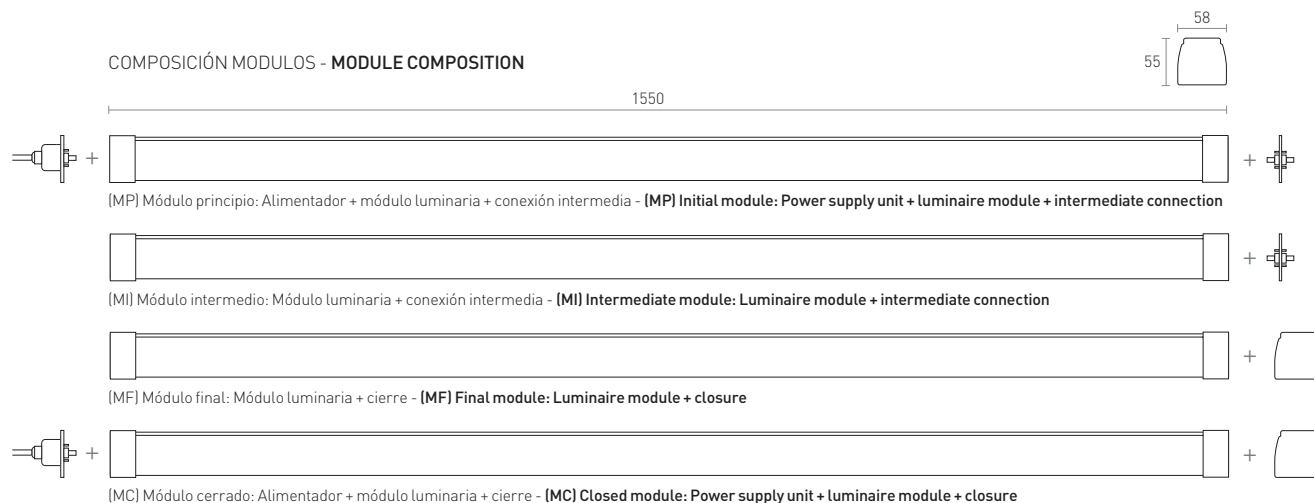 58
COMPOSICIÓN MODULOS - MODULE COMPOSITION
55
1550
+
+
(MP) Módulo principio: Alimentador + módulo luminaria + conexión intermedia - (MP) Initial module: Power supply unit + luminaire module + intermediate connection
+
(MI) Módulo intermedio: Módulo luminaria + conexión intermedia - (MI) Intermediate module: Luminaire module + intermediate connection
+
(MF) Módulo final: Módulo luminaria + cierre - (MF) Final module: Luminaire module + closure
+
+
(MC) Módulo cerrado: Alimentador + módulo luminaria + cierre - (MC) Closed module: Power supply unit + luminaire module + closure